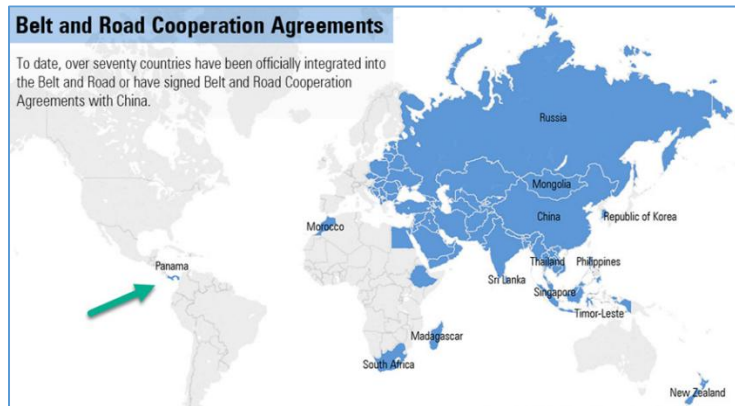 Belt and Road Cooperation Agreements
To date, over seventy countries have been officially integrated into
the Belt and Road or have signed Belt and Road Cooperation
Agreements with China.
Russia
Mongolia
China
Republic of Korea
Morocco
Panama
Thailand
Philippines
Sri Lanka
Singapore
Timor-Leste
Madagascar
South Africa
New Zealand